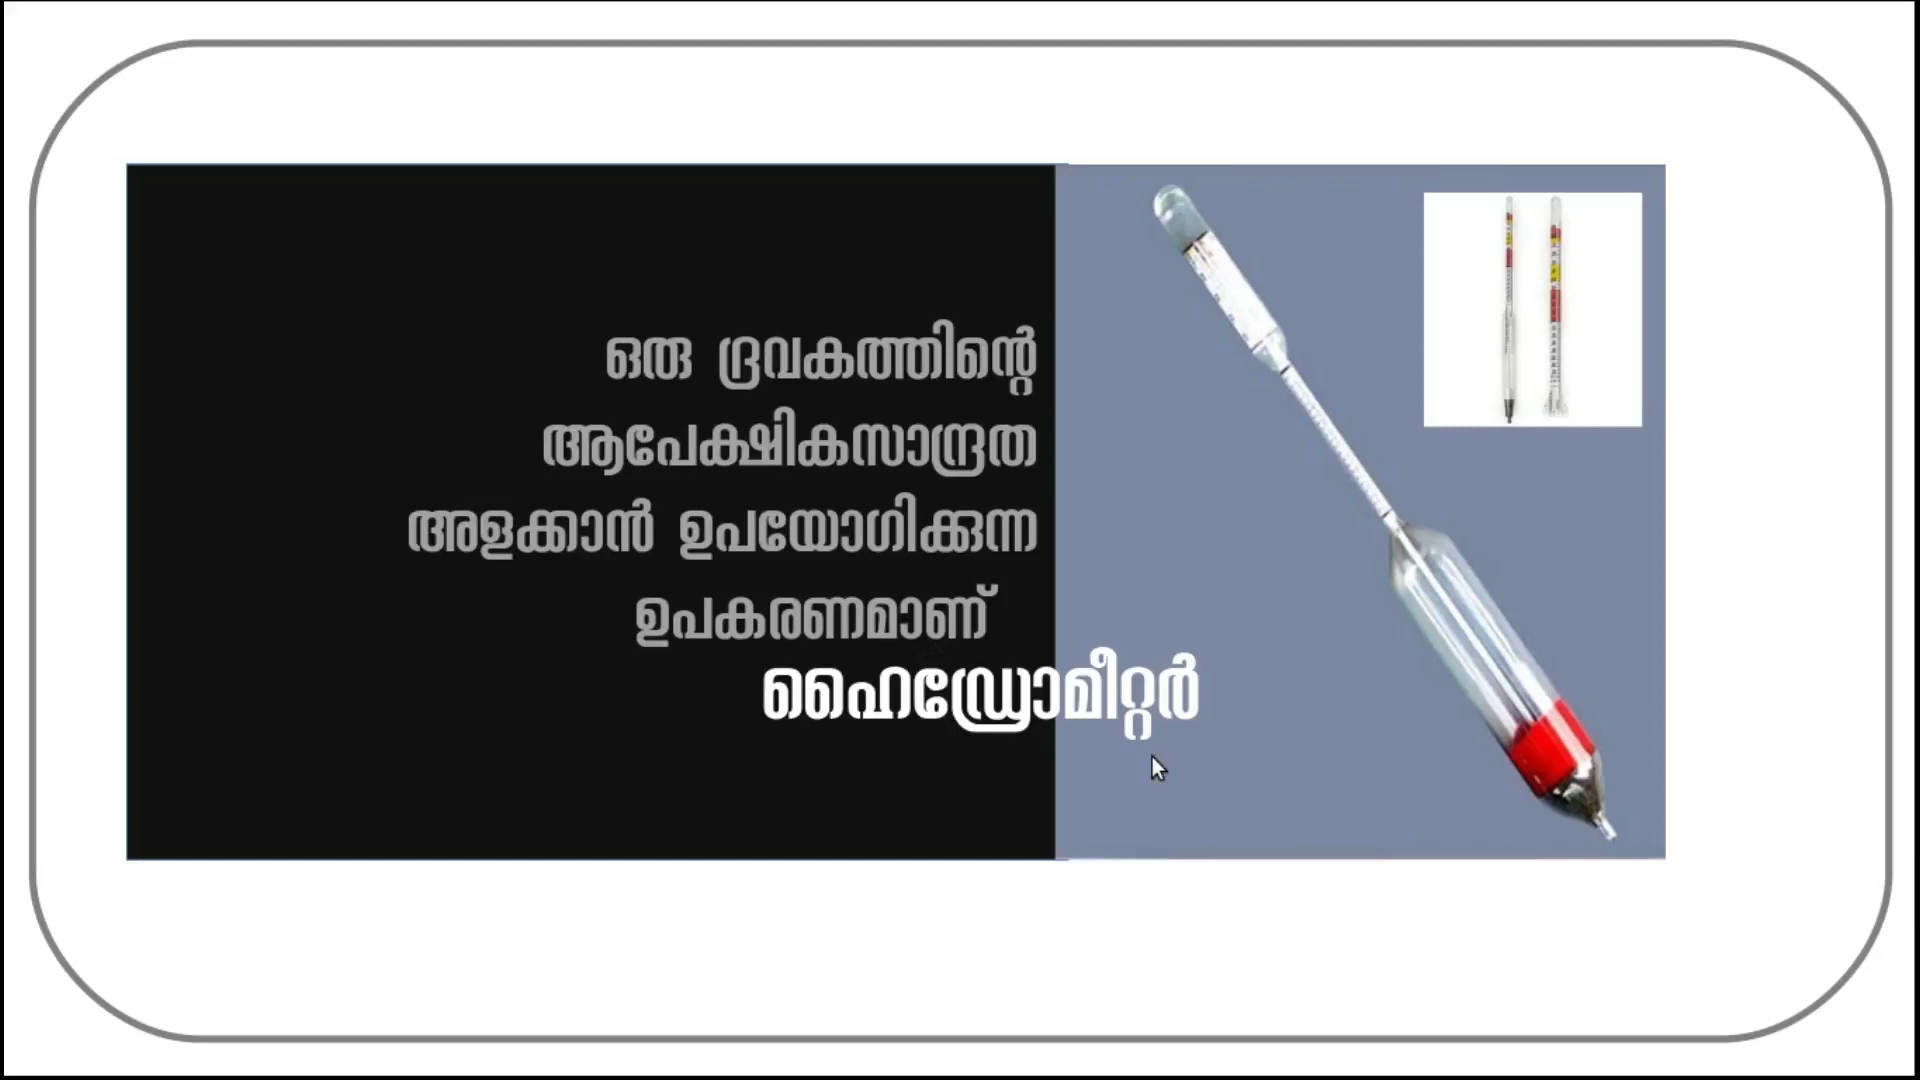 ഒരു ദ്രവകത്തിന്റെ
ആപേക്ഷികസാന്ദ്രത
അളക്കാൻ ഉപയോഗിക്കുന്ന
ഉപകരണമാണ്
ഹൈഡ്രോമീറ്റർ